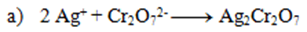 a) 2 Ag⁺ + Cr₂O₇²⁻ ⟶ Ag₂Cr₂O₇